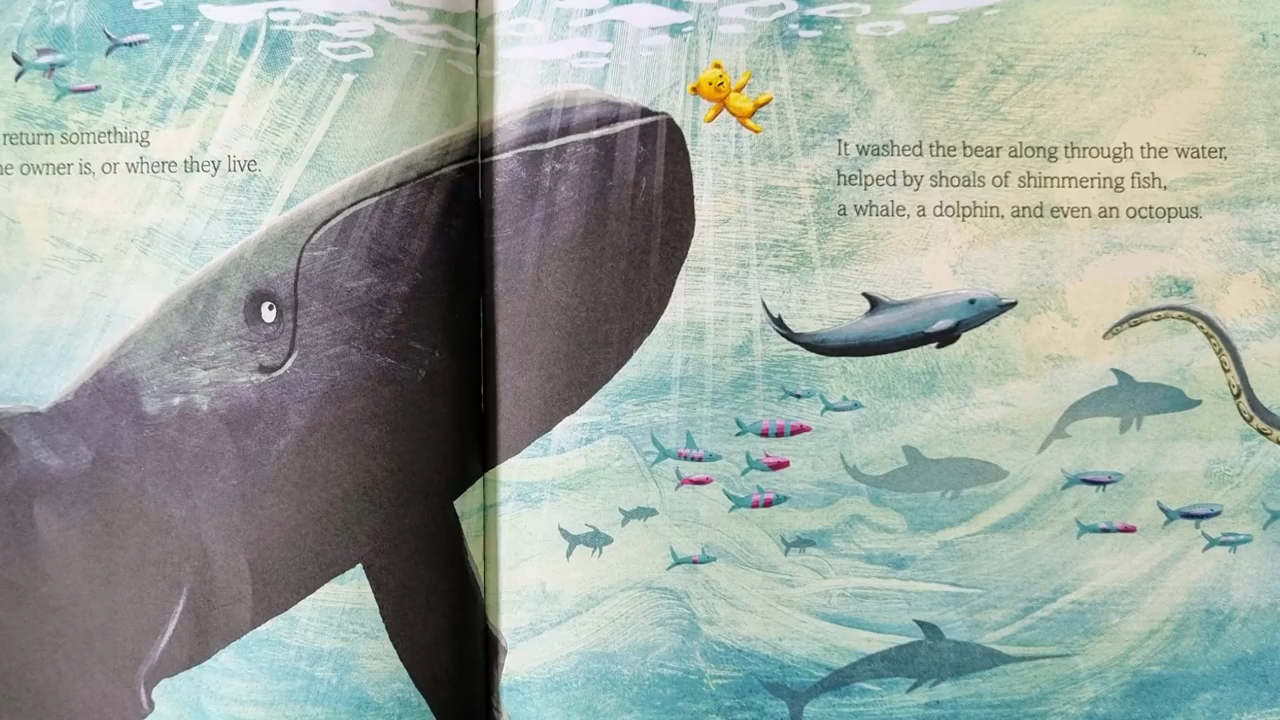 return something
owner is, or where they live.
It washed the bear along through the water,
helped by shoals of shimmering fish,
a whale, a dolphin, and even an octopus.